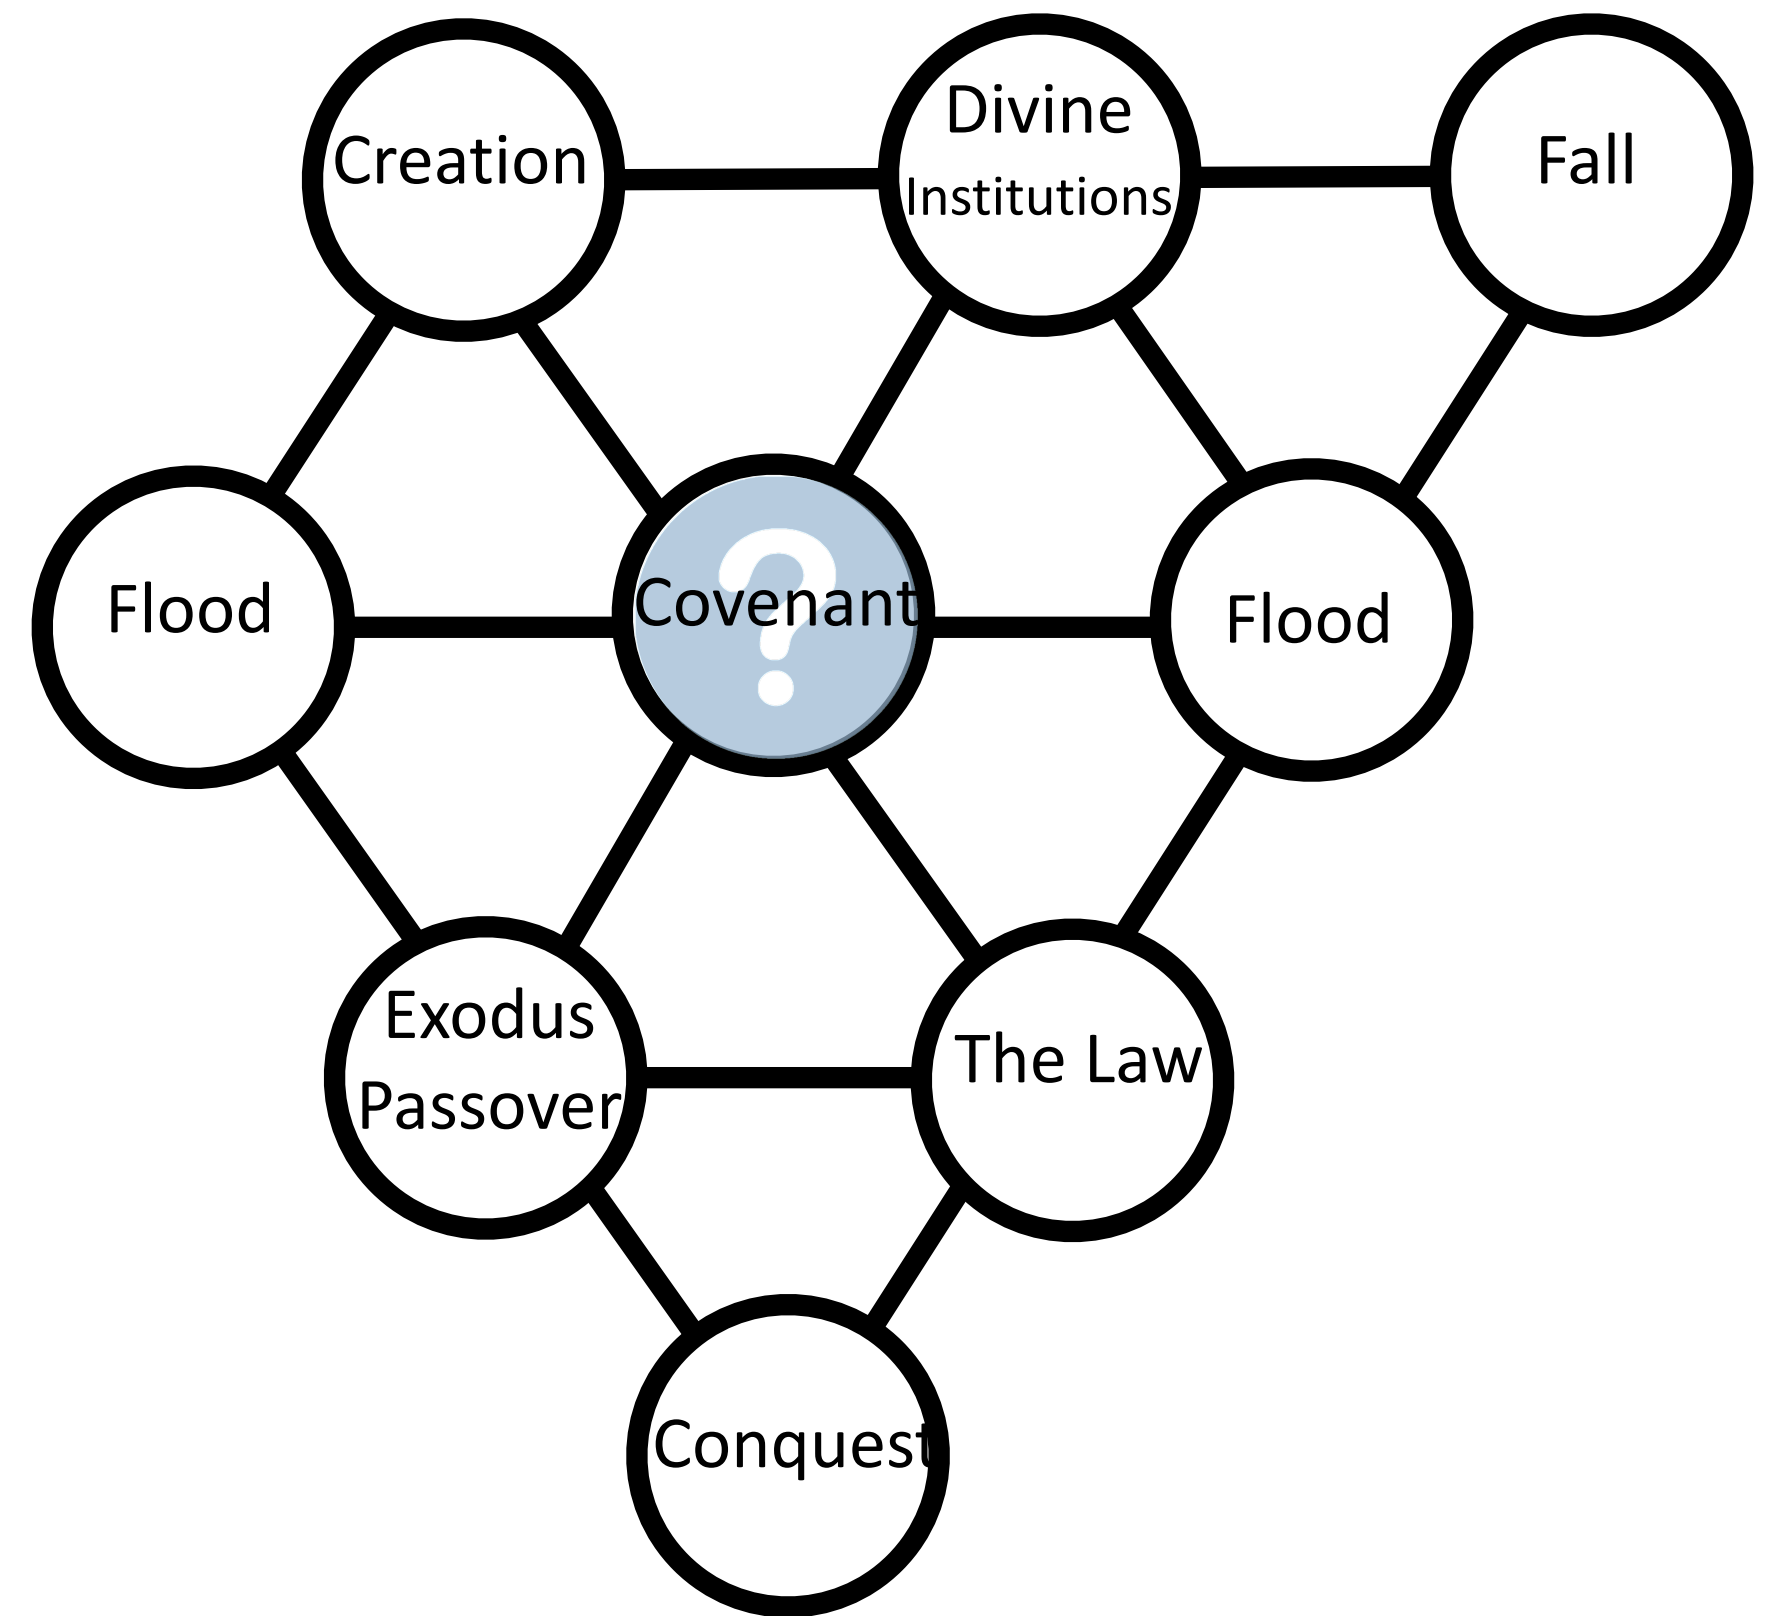 Creation
Divine
Institutions
Fall
Flood
?
Covenant
Flood
Exodus
Passover
The Law
Conquest